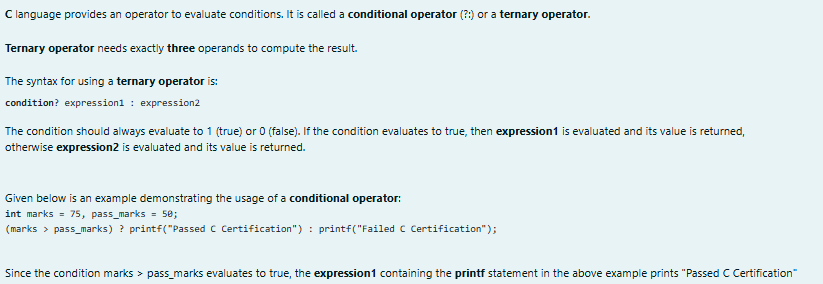 C language provides an operator to evaluate conditions. It is called a conditional operator (?:) or a ternary operator.
Ternary operator needs exactly three operands to compute the result.
The syntax for using a ternary operator is:
condition? expression1 : expression2
The condition should always evaluate to 1 (true) or 0 (false). If the condition evaluates to true, then expression1 is evaluated and its value is returned,
otherwise expression2 is evaluated and its value is returned.
Given below is an example demonstrating the usage of a conditional operator:
int marks = 75, pass_marks = 50;
(marks > pass_marks) ? printf("Passed C Certification") : printf("Failed C Certification");
Since the condition marks > pass_marks evaluates to true, the expression1 containing the printf statement in the above example prints "Passed C Certification"